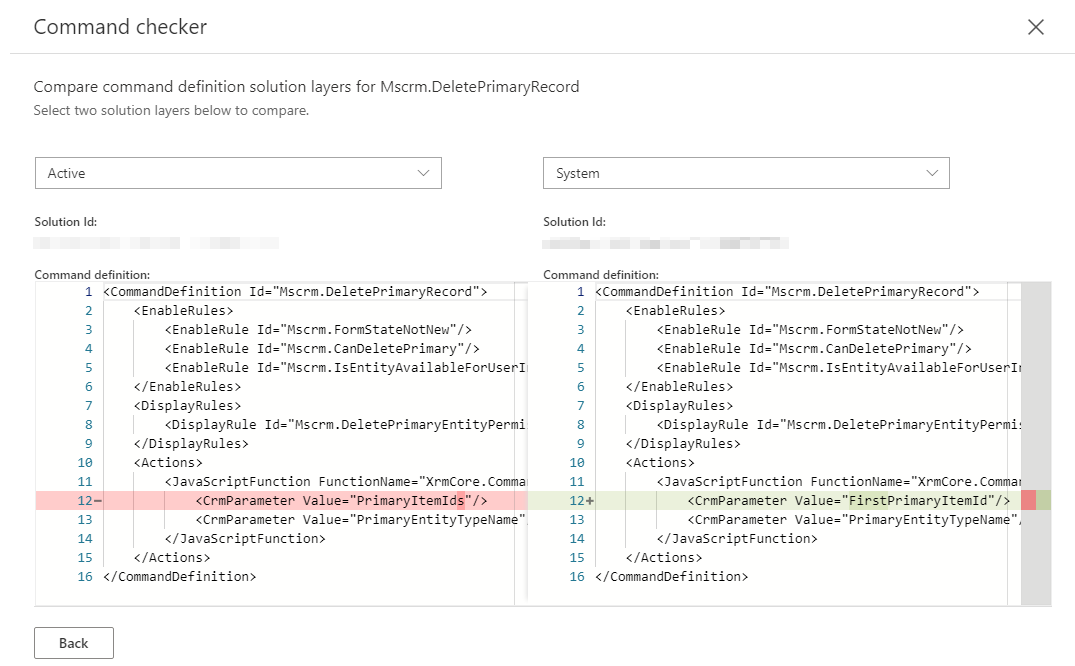 Command checker
Compare command definition solution layers for Mscrm.DeletePrimaryRecord
Select two solution layers below to compare.
Active
System
Solution Id:
Solution Id:
Command definition:
1 <CommandDefinition Id="Mscrm.DeletePrimaryRecord">
2 <EnableRules>
3 <EnableRule Id="Mscrm.FormStateNotNew"/>
4 <EnableRule Id="Mscrm.CanDeletePrimary"/>
5 <EnableRule Id="Mscrm.IsEntityAvailableForUserI
6 </EnableRules>
7 <DisplayRules>
8 <DisplayRule Id="Mscrm.DeletePrimaryEntityPermi
9 </DisplayRules>
10 <Actions>
11 <JavaScriptFunction FunctionName="XrmCore.Comma
12− <CrmParameter Value="PrimaryItemIds"/>
13 <CrmParameter Value="PrimaryEntityTypeName"
14 </JavaScriptFunction>
15 </Actions>
16 </CommandDefinition>
Command definition:
1 <CommandDefinition Id="Mscrm.DeletePrimaryRecord">
2 <EnableRules>
3 <EnableRule Id="Mscrm.FormStateNotNew"/>
4 <EnableRule Id="Mscrm.CanDeletePrimary"/>
5 <EnableRule Id="Mscrm.IsEntityAvailableForUserI
6 </EnableRules>
7 <DisplayRules>
8 <DisplayRule Id="Mscrm.DeletePrimaryEntityPermis
9 </DisplayRules>
10 <Actions>
11 <JavaScriptFunction FunctionName="XrmCore.Comma
12+ <CrmParameter Value="FirstPrimaryItemId"/>
13 <CrmParameter Value="PrimaryEntityTypeName"/
14 </JavaScriptFunction>
15 </Actions>
16 </CommandDefinition>
Back